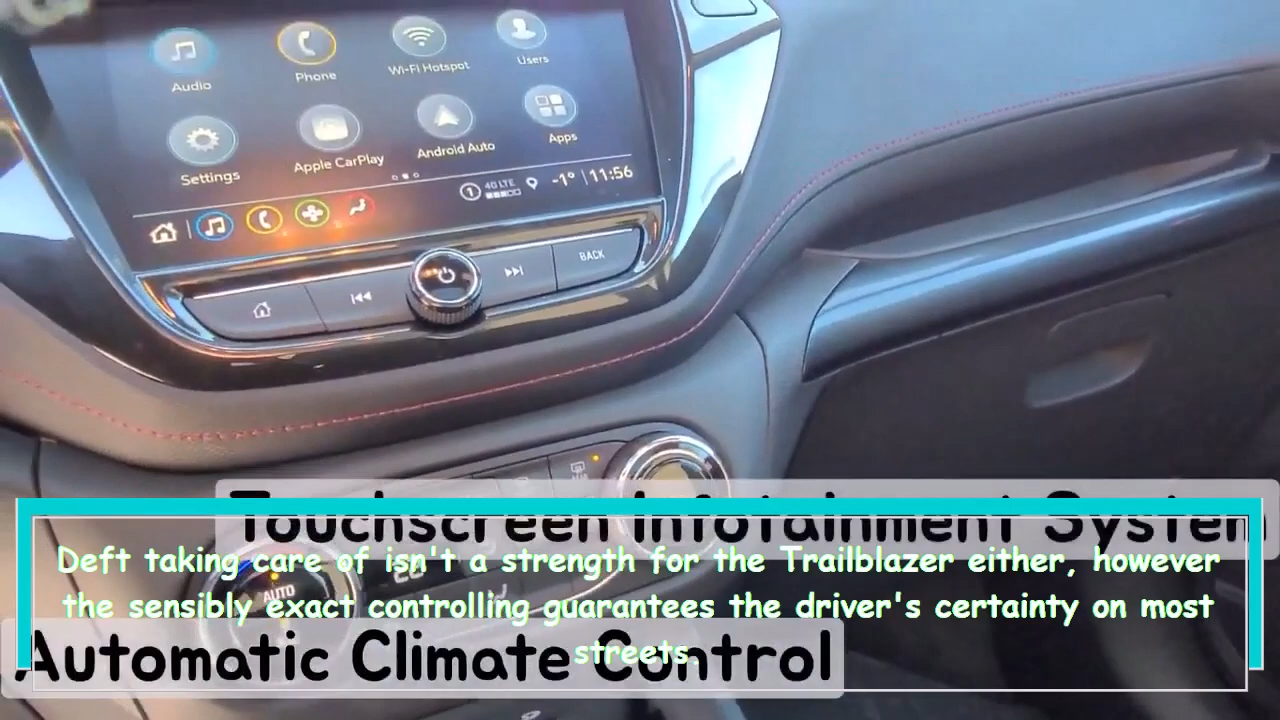 Audio
Phone
Wi-Fi Hotspot
Users
Settings
Apple CarPlay
Android Auto
Apps
1 4G LTE -1° 11:56
BACK
Touchscreen Infotainment System
Deft taking care of isn't a strength for the Trailblazer either, however
the sensibly exact controlling guarantees the driver's certainty on most
streets.
AUTO
Automatic Climate Control